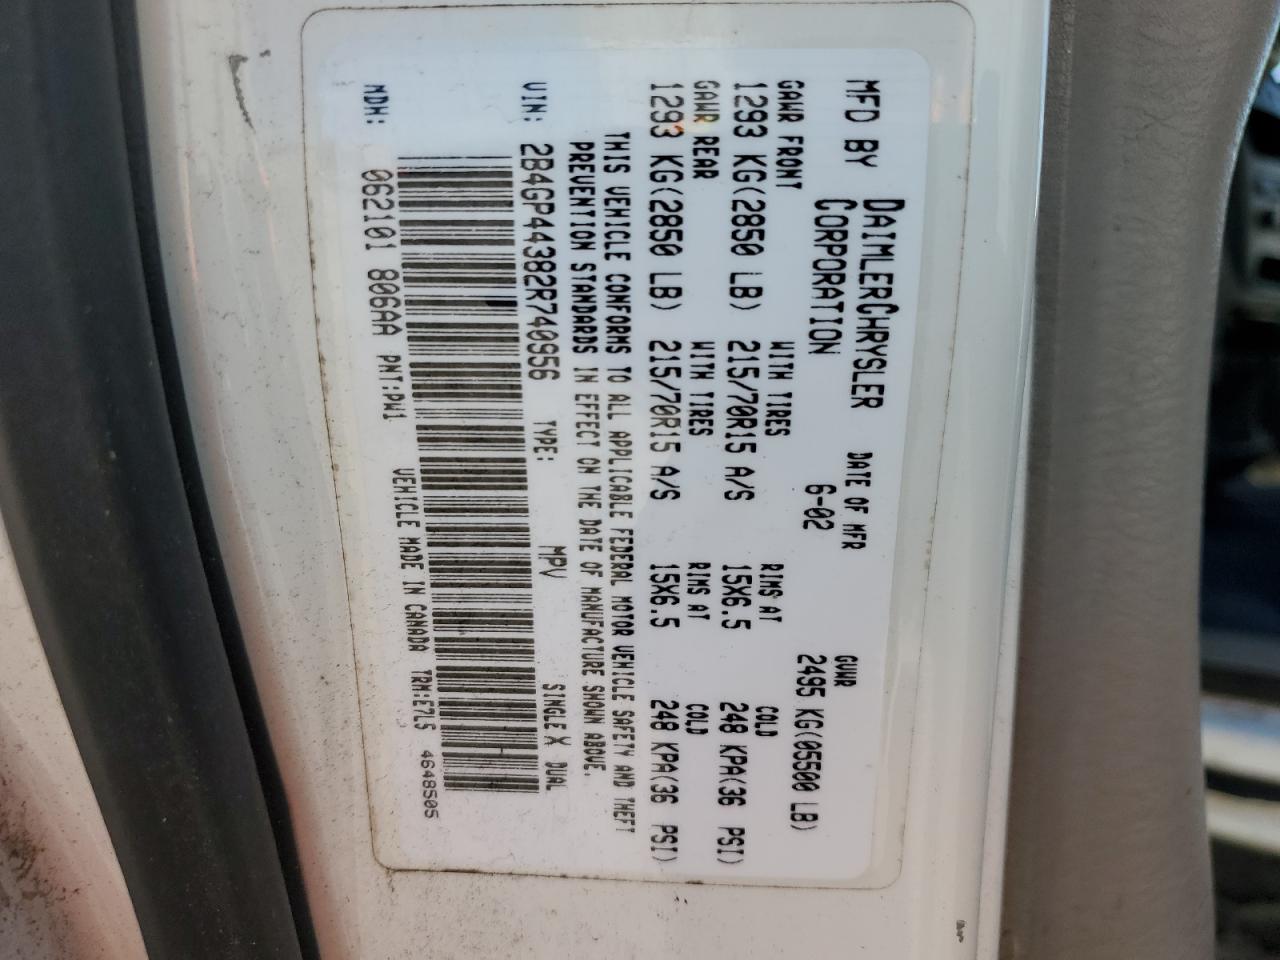 MFD BY DAIMLERCHRYSLER CORPORATION DATE OF MFR 6-02 GVWR 2495 KG(05500 LB)
GAWR FRONT WITH TIRES RIMS AT COLD
1293 KG(2850 LB) 215/70R15 A/S 15X6.5 248 KPA(36 PSI)
GAWR REAR WITH TIRES RIMS AT COLD
1293 KG(2850 LB) 215/70R15 A/S 15X6.5 248 KPA(36 PSI)
THIS VEHICLE CONFORMS TO ALL APPLICABLE FEDERAL MOTOR VEHICLE SAFETY AND THEFT
PREVENTION STANDARDS IN EFFECT ON THE DATE OF MANUFACTURE SHOWN ABOVE.
VIN: 2B4GP44382R740956 TYPE: MPV SINGLE X DUAL
MDH: 062101 806AA PNT:PW1 VEHICLE MADE IN CANADA TRM:E7L5 4648505